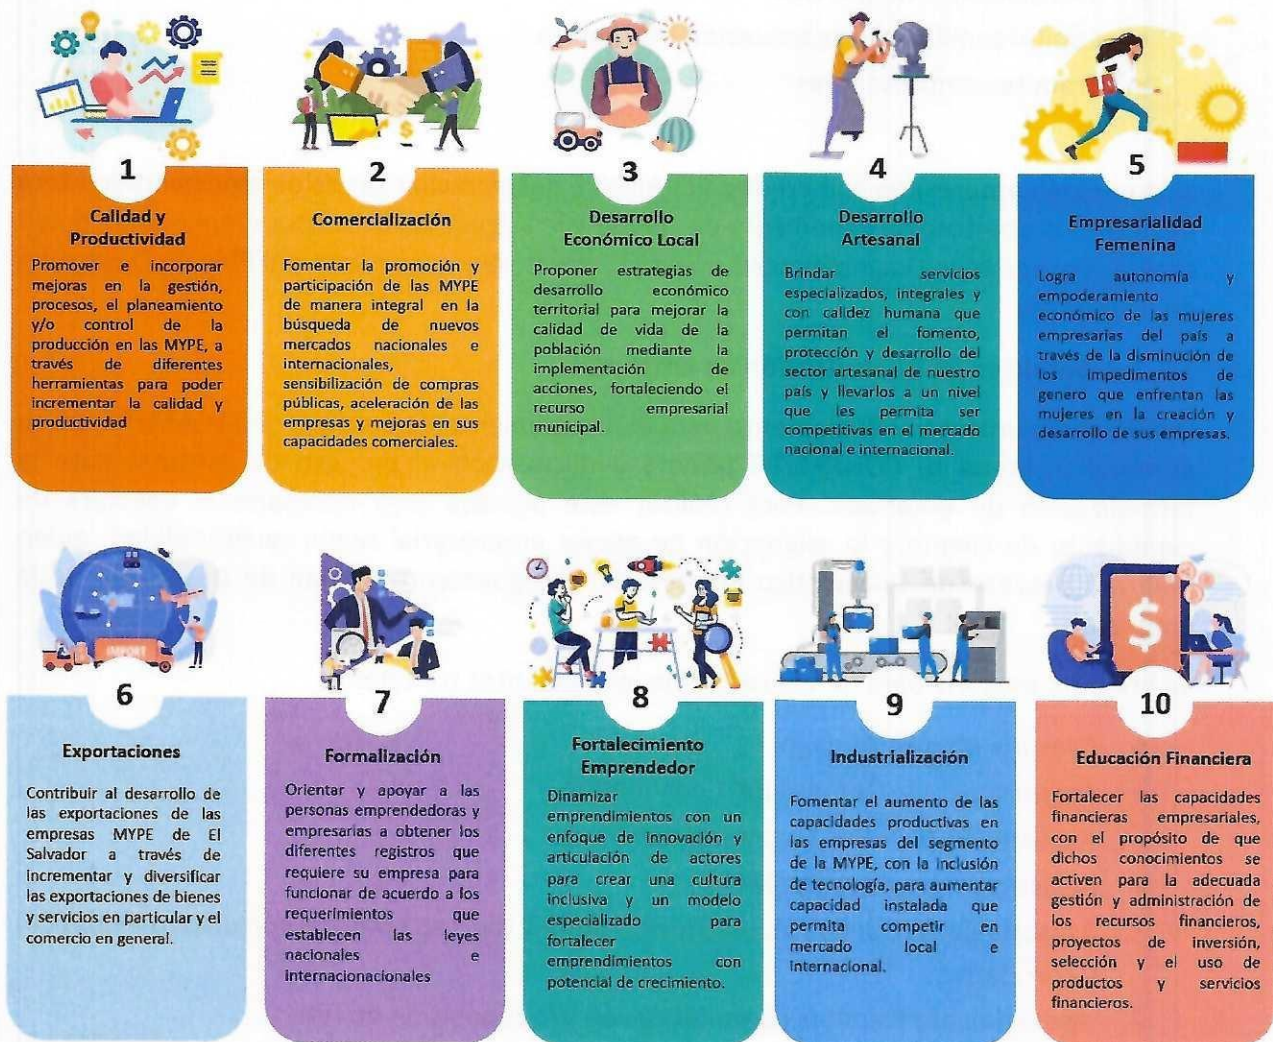 1
Calidad y
Productividad
Promover e incorporar
mejoras en la gestión,
procesos, el planeamiento
y/o control de la
producción en las MYPE, a
través de diferentes
herramientas para poder
incrementar la calidad y
productividad
2
Comercialización
Fomentar la promoción y
participación de las MYPE
de manera integral en la
búsqueda de nuevos
mercados nacionales e
internacionales,
sensibilización de compras
públicas, aceleración de las
empresas y mejoras en sus
capacidades comerciales.
3
Desarrollo
Económico Local
Proponer estrategias de
desarrollo económico
territorial para mejorar la
calidad de vida de la
población mediante la
implementación de
acciones, fortaleciendo el
recurso empresarial
municipal.
4
Desarrollo
Artesanal
Brindar servicios
especializados, integrales y
con calidez humana que
permitan el fomento,
protección y desarrollo del
sector artesanal de nuestro
país y llevarlos a un nivel
que les permita ser
competitivas en el mercado
nacional e internacional.
5
Empresarialidad
Femenina
Logra autonomía y
empoderamiento
económico de las mujeres
empresarias del país a
través de la disminución de
los impedimentos de
genero que enfrentan las
mujeres en la creación y
desarrollo de sus empresas.
IMPORT
6
Exportaciones
Contribuir al desarrollo de
las exportaciones de las
empresas MYPE de El
Salvador a través de
incrementar y diversificar
las exportaciones de bienes
y servicios en particular y el
comercio en general.
7
Formalización
Orientar y apoyar a las
personas emprendedoras y
empresarias a obtener los
diferentes registros que
requiere su empresa para
funcionar de acuerdo a los
requerimientos que
establecen las leyes
nacionales e
internacionacionales
8
Fortalecimiento
Emprendedor
Dinamizar
emprendimientos con un
enfoque de innovación y
articulación de actores
para crear una cultura
inclusiva y un modelo
especializado para
fortalecer
emprendimientos con
potencial de crecimiento.
9
Industrialización
Fomentar el aumento de las
capacidades productivas en
las empresas del segmento
de la MYPE, con la inclusión
de tecnología, para aumentar
capacidad instalada que
permita competir en
mercado local e
internacional.
$
10
Educación Financiera
Fortalecer las capacidades
financieras empresariales,
con el propósito de que
dichos conocimientos se
activen para la adecuada
gestión y administración de
los recursos financieros,
proyectos de inversión,
selección y el uso de
productos y servicios
financieros.